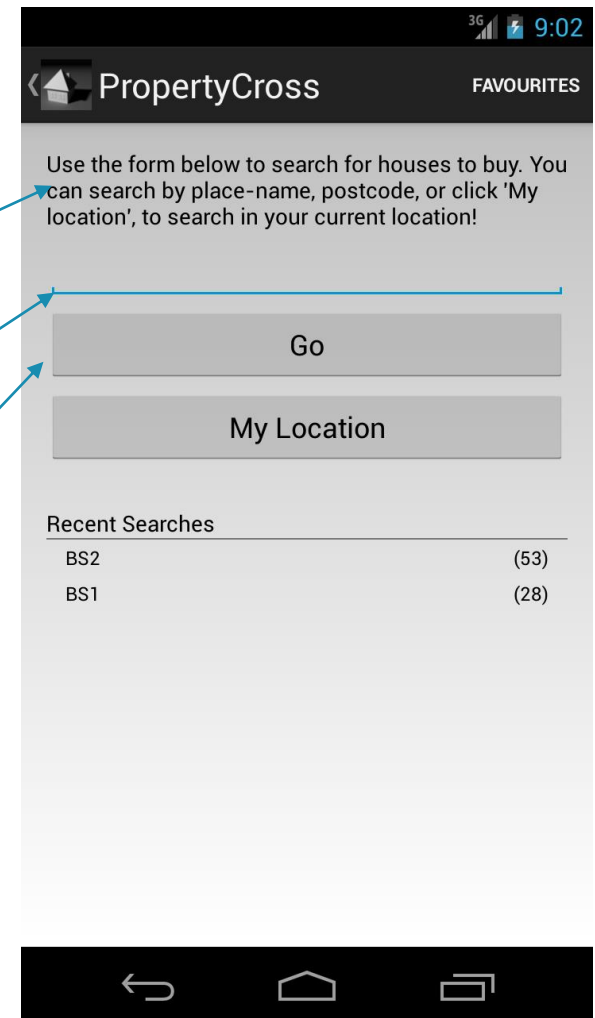 3G 9:02
PropertyCross FAVOURITES
Use the form below to search for houses to buy. You
can search by place-name, postcode, or click 'My
location', to search in your current location!
Go
My Location
Recent Searches
BS2 (53)
BS1 (28)